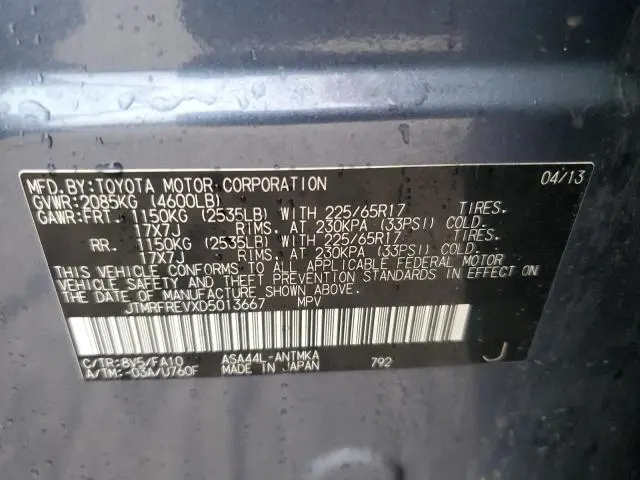 MFD.BY:TOYOTA MOTOR CORPORATION 04/13
GVWR:2085KG (4600LB)
GAWR:FRT. 1150KG (2535LB) WITH 225/65R17 TIRES.
17X7J RIMS, AT 230KPA (33PSI) COLD.
RR. 1150KG (2535LB) WITH 225/65R17 TIRES.
17X7J RIMS, AT 230KPA (33PSI) COLD.
THIS VEHICLE CONFORMS TO ALL APPLICABLE FEDERAL MOTOR
VEHICLE SAFETY AND THEFT PREVENTION STANDARDS IN EFFECT ON
THE DATE OF MANUFACTURE SHOWN ABOVE.
JTMRFREVXD5013667 MPV
C/TR:8V5/FA10 ASA44L-ANTMKA J
A/TM:-03A/U760F MADE IN JAPAN 792